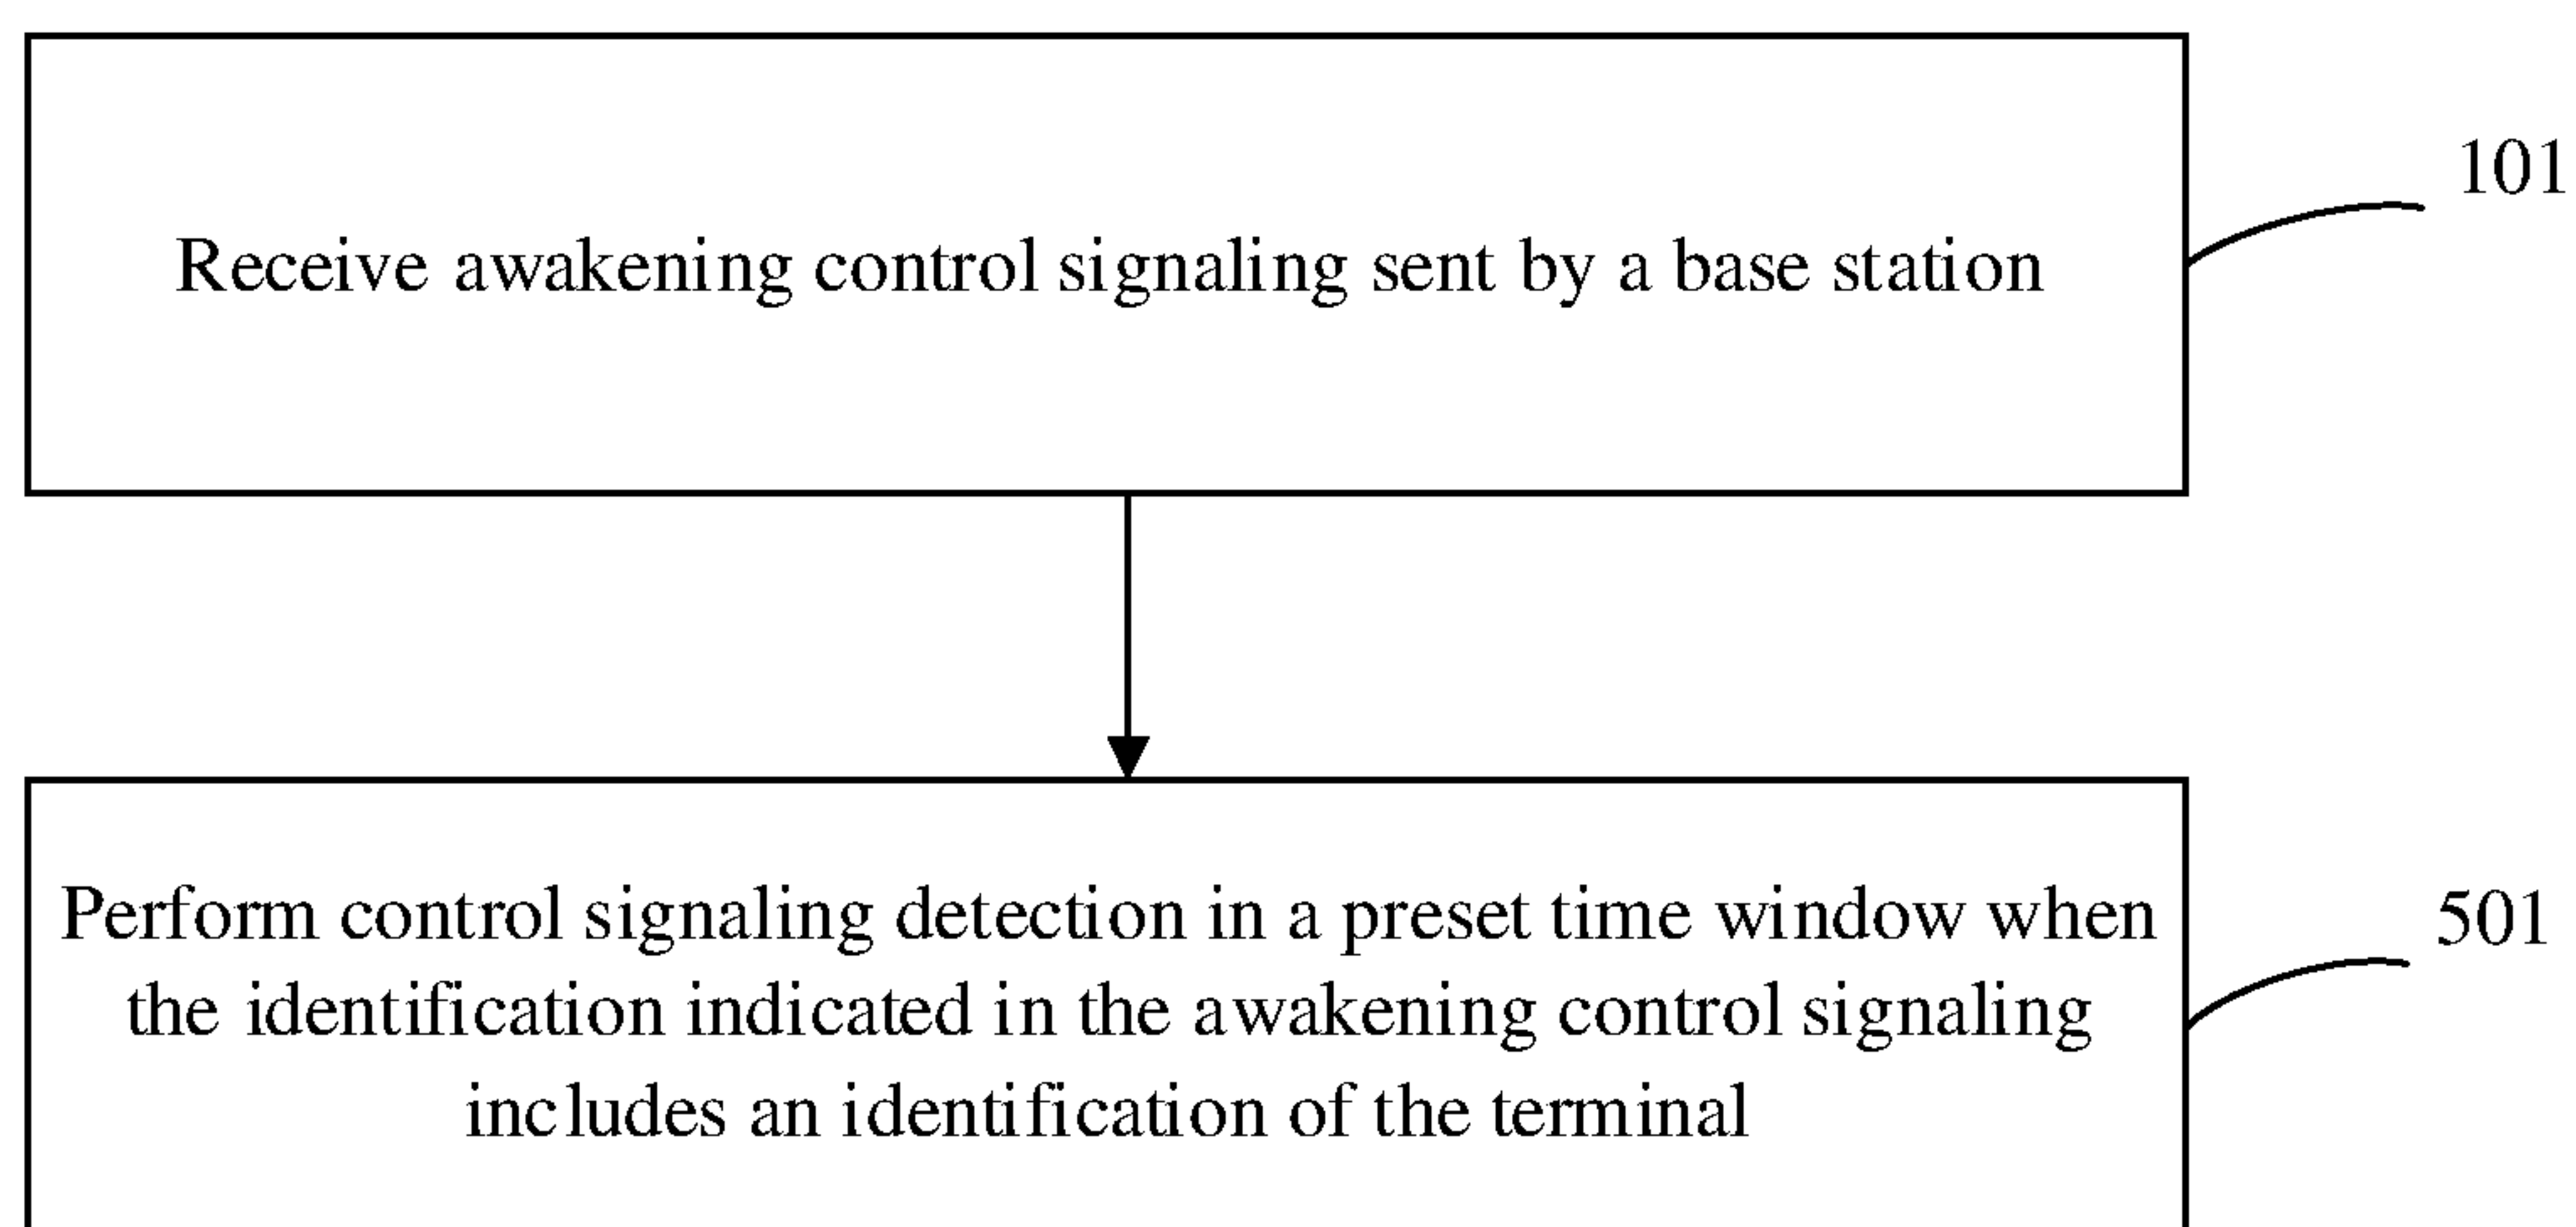 101
Receive awakening control signaling sent by a base station
Perform control signaling detection in a preset time window when
the identification indicated in the awakening control signaling
includes an identification of the terminal
501